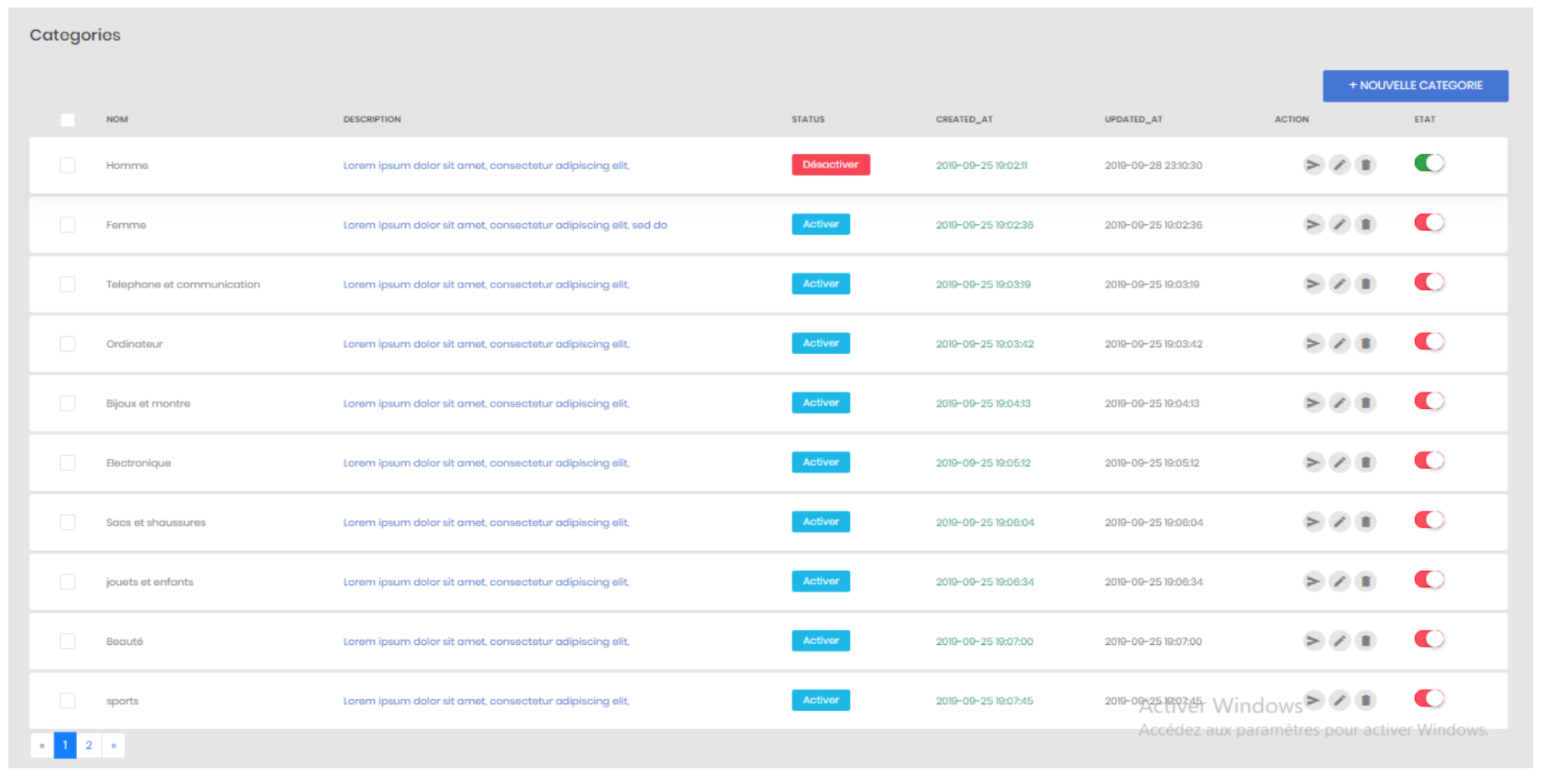 Categories
+ NOUVELLE CATEGORIE
NOM DESCRIPTION STATUS CREATED_AT UPDATED_AT ACTION ETAT
Homme Lorem ipsum dolor sit amet, consectetur adipiscing elit, Désactiver 2019-09-25 19:02:11 2019-09-28 23:10:30
Femme Lorem ipsum dolor sit amet, consectetur adipiscing elit, sed do Activer 2019-09-25 19:02:36 2019-09-25 19:02:36
Telephone et communication Lorem ipsum dolor sit amet, consectetur adipiscing elit, Activer 2019-09-25 19:03:19 2019-09-25 19:03:19
Ordinateur Lorem ipsum dolor sit amet, consectetur adipiscing elit, Activer 2019-09-25 19:03:42 2019-09-25 19:03:42
Bijoux et montre Lorem ipsum dolor sit amet, consectetur adipiscing elit, Activer 2019-09-25 19:04:13 2019-09-25 19:04:13
Electronique Lorem ipsum dolor sit amet, consectetur adipiscing elit, Activer 2019-09-25 19:05:12 2019-09-25 19:05:12
Sacs et shaussures Lorem ipsum dolor sit amet, consectetur adipiscing elit, Activer 2019-09-25 19:06:04 2019-09-25 19:06:04
jouets et enfants Lorem ipsum dolor sit amet, consectetur adipiscing elit, Activer 2019-09-25 19:06:34 2019-09-25 19:06:34
Beauté Lorem ipsum dolor sit amet, consectetur adipiscing elit, Activer 2019-09-25 19:07:00 2019-09-25 19:07:00
sports Lorem ipsum dolor sit amet, consectetur adipiscing elit, Activer 2019-09-25 19:07:45 2019-09-25 19:07:45
Activer Windows
Accédez aux paramètres pour activer Windows.
« 1 2 »